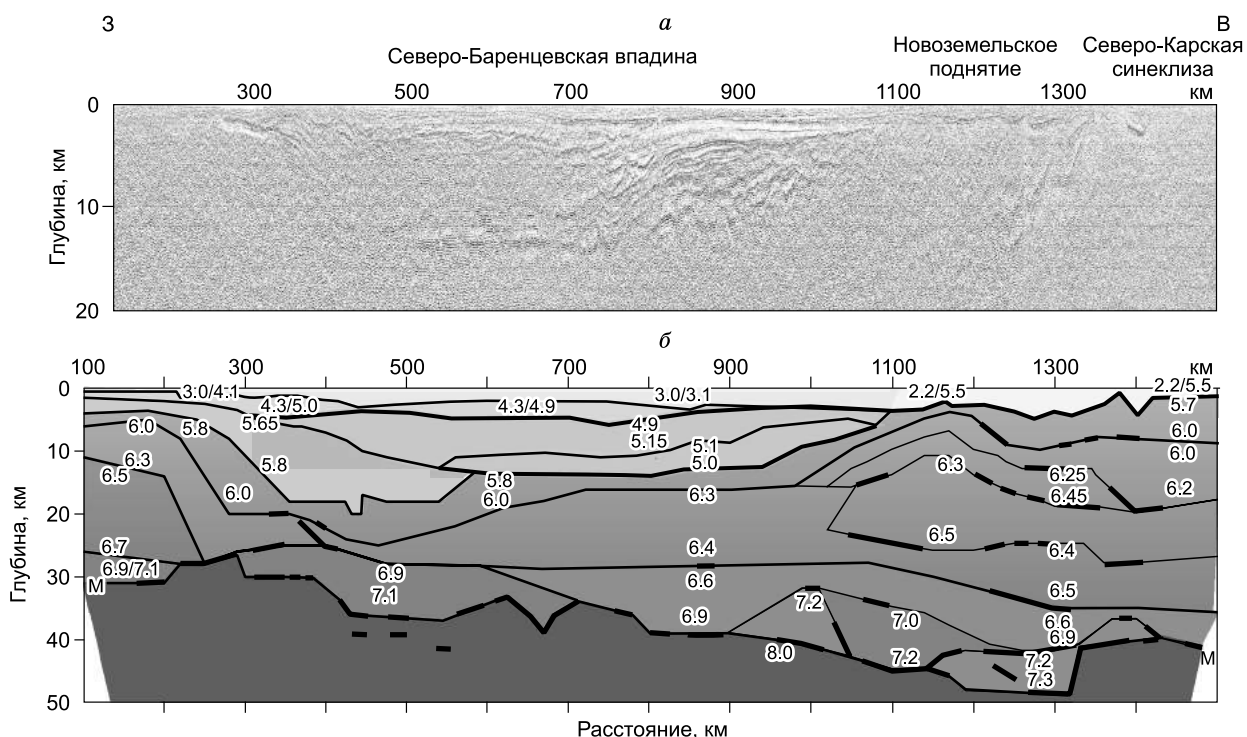 З а В
Северо-Баренцевская впадина
Новоземельское поднятие
Северо-Карская синеклиза
300 500 700 900 1100 1300 км
0
10
20
Глубина, км
б
100 300 500 700 900 1100 1300 км
0
10
20
30
40
50
Глубина, км
3.0/4.1 3.0/3.1 2.2/5.5 2.2/5.5
4.3/5.0 4.3/4.9 5.7
5.65 4.9
6.0 5.8 5.15 5.1 6.0
5.0 6.0
6.3 5.8 5.8 6.3 6.25
6.5 6.0 6.0 6.3 6.45 6.2
6.4 6.5 6.4
6.7
6.9/7.1 6.9 6.6 6.5
М 7.1 7.2 7.0 6.6
6.9 6.9
8.0 7.2 7.2 М
7.3
Расстояние, км